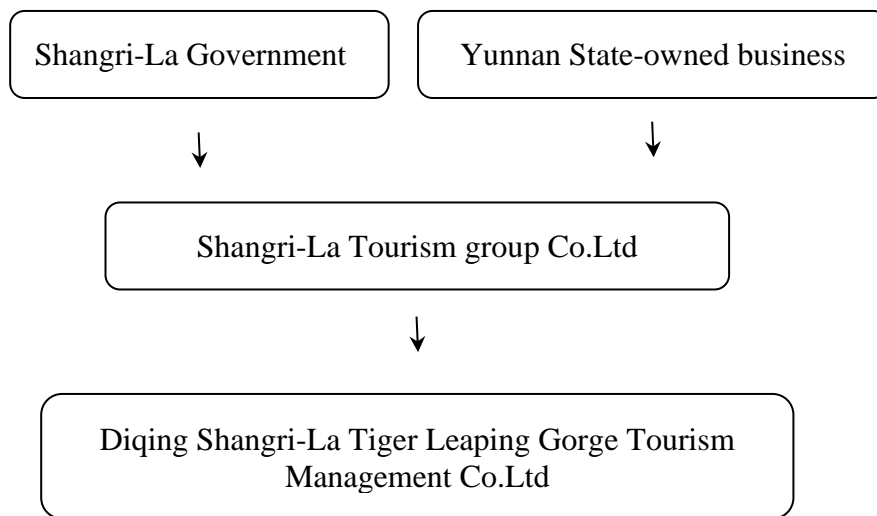 Shangri-La Government
Yunnan State-owned business
Shangri-La Tourism group Co.Ltd
Diqing Shangri-La Tiger Leaping Gorge Tourism
Management Co.Ltd